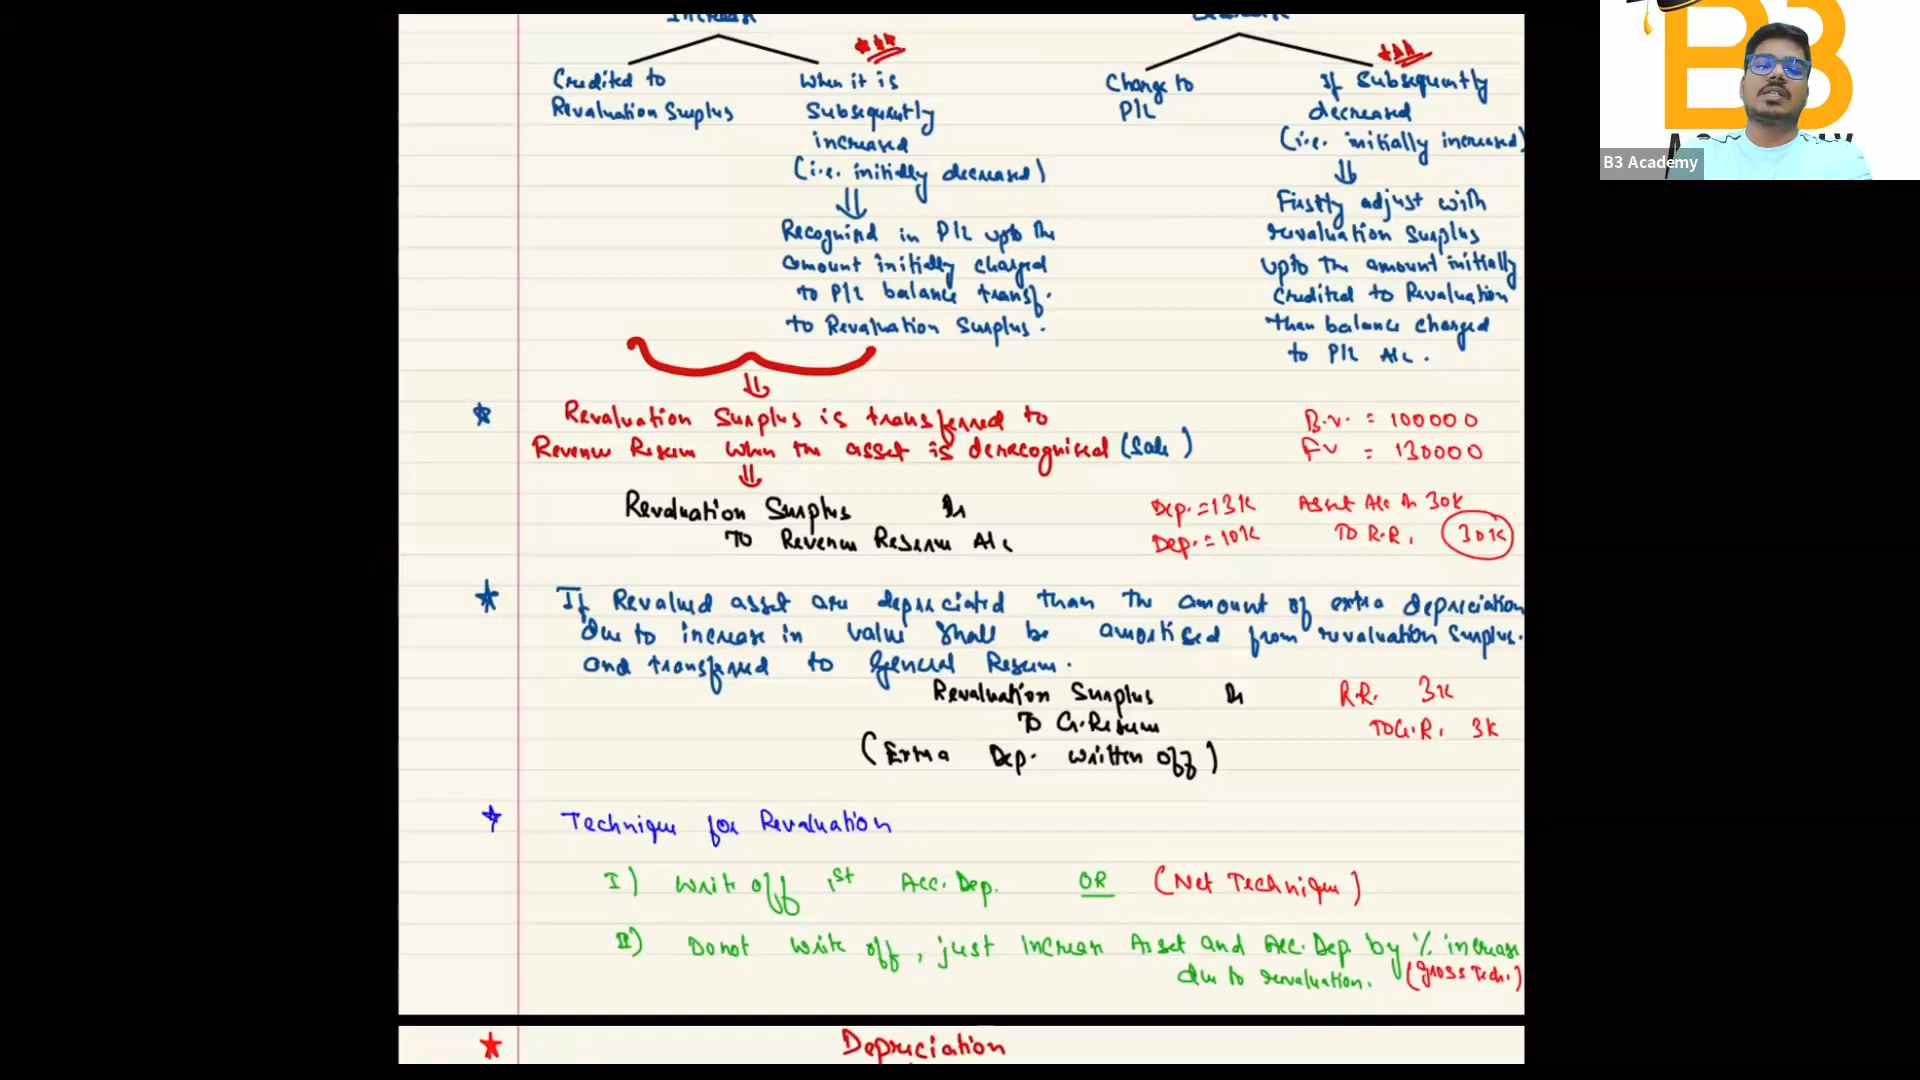 Increase
Credited to
Revaluation Surplus
When it is
Subsequently
increased
(i.e. initially decreased)
Recognised in P/L upto the
amount initially charged
to P/L balance transf.
to Revaluation Surplus.
Change to
P/L
If Subsequently
decreased
(i.e. initially increased)
Firstly adjust with
revaluation Surplus
upto the amount initially
Credited to Revaluation
than balance charged
to P/L A/c.
Revaluation Surplus is transferred to
Revenue Reserve when the asset is derecognised (Sale)
B.V. = 100000
FV = 130000
Revaluation Surplus Dr
To Revenue Reserve A/c
Dep. = 13K
Dep. = 10K
Asset A/c Dr 30K
To R.R. 30K
If Revalued asset are depreciated than the amount of extra depreciation
due to increase in value shall be amortised from revaluation surplus.
and transferred to General Reserve.
Revaluation Surplus Dr
To G. Reserve
(Extra Dep. written off)
R.R. 3K
To G.R. 3K
Technique for Revaluation
I) Write off 1st Acc. Dep. OR (Net Technique)
II) Do not write off, just Increase Asset and Acc. Dep by % increase
due to revaluation. (Gross Tech.)
Depreciation
B3
B3 Academy